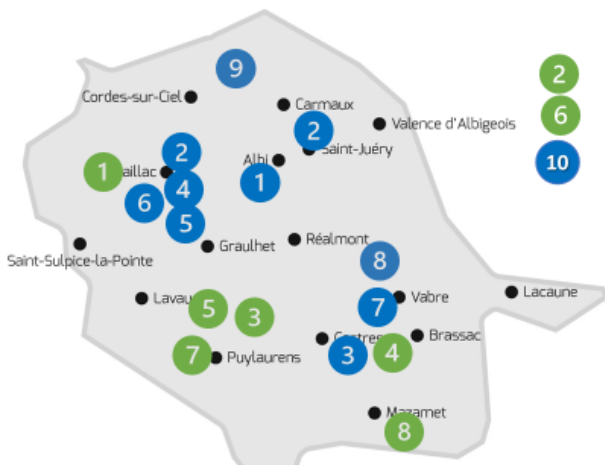 9
2
Cordes-sur-Ciel
Carmaux
6
2
Valence d'Albigeois
2
Saint-Juéry
Albi
10
1
aillac
4
1
6
5
Graulhet
Réalmont
Saint-Sulpice-la-Pointe
8
Lacaune
Lavau
5
3
7
Vabre
Brassac
7
Puylaurens
3
4
Mazamet
8